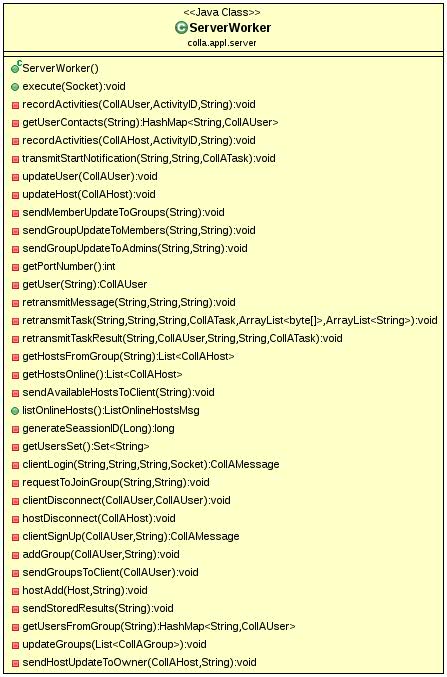 <<Java Class>>
ServerWorker
colla.appl.server
ServerWorker()
execute(Socket):void
recordActivities(CollAUser,ActivityID,String):void
getUserContacts(String):HashMap<String,CollAUser>
recordActivities(CollAHost,ActivityID,String):void
transmitStartNotification(String,String,CollATask):void
updateUser(CollAUser):void
updateHost(CollAHost):void
sendMemberUpdateToGroups(String):void
sendGroupUpdateToMembers(String,String):void
sendGroupUpdateToAdmins(String,String):void
getPortNumber():int
getUser(String):CollAUser
retransmitMessage(String,String,String):void
retransmitTask(String,String,String,CollATask,ArrayList<byte[]>,ArrayList<String>):void
retransmitTaskResult(String,CollAUser,String,String,CollATask):void
getHostsFromGroup(String):List<CollAHost>
getHostsOnline():List<CollAHost>
sendAvailableHostsToClient(String):void
listOnlineHosts():ListOnlineHostsMsg
generateSeassionID(Long):long
getUsersSet():Set<String>
clientLogin(String,String,String,Socket):CollAMessage
requestToJoinGroup(String,String):void
clientDisconnect(CollAUser,CollAUser):void
hostDisconnect(CollAHost):void
clientSignUp(CollAUser,String):CollAMessage
addGroup(CollAUser,String):void
sendGroupsToClient(CollAUser):void
hostAdd(Host,String):void
sendStoredResults(String):void
getUsersFromGroup(String):HashMap<String,CollAUser>
updateGroups(List<CollAGroup>):void
sendHostUpdateToOwner(CollAHost,String):void